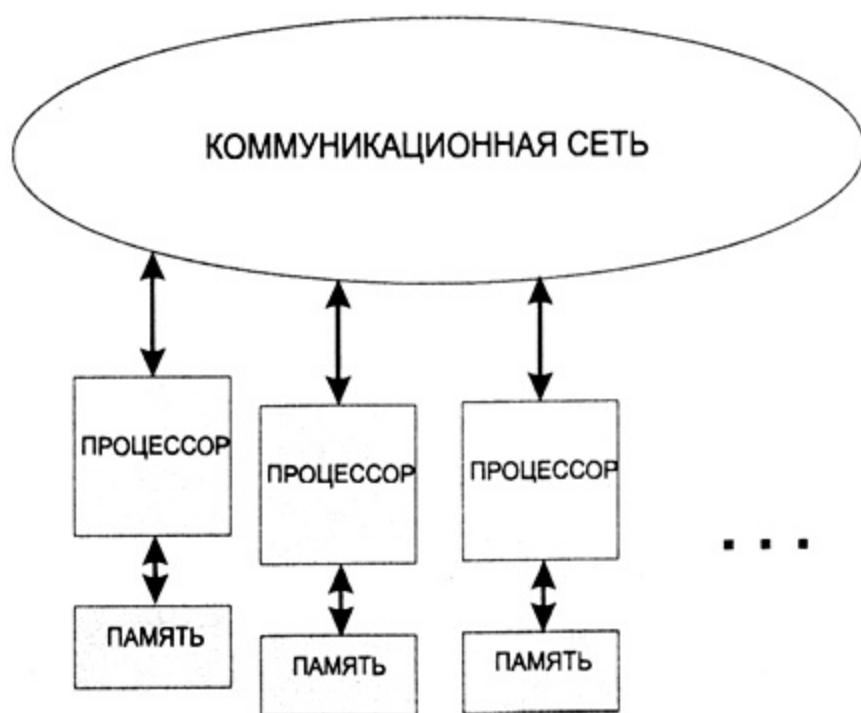 КОММУНИКАЦИОННАЯ СЕТЬ
ПРОЦЕССОР
ПРОЦЕССОР
ПРОЦЕССОР
ПАМЯТЬ
ПАМЯТЬ
ПАМЯТЬ